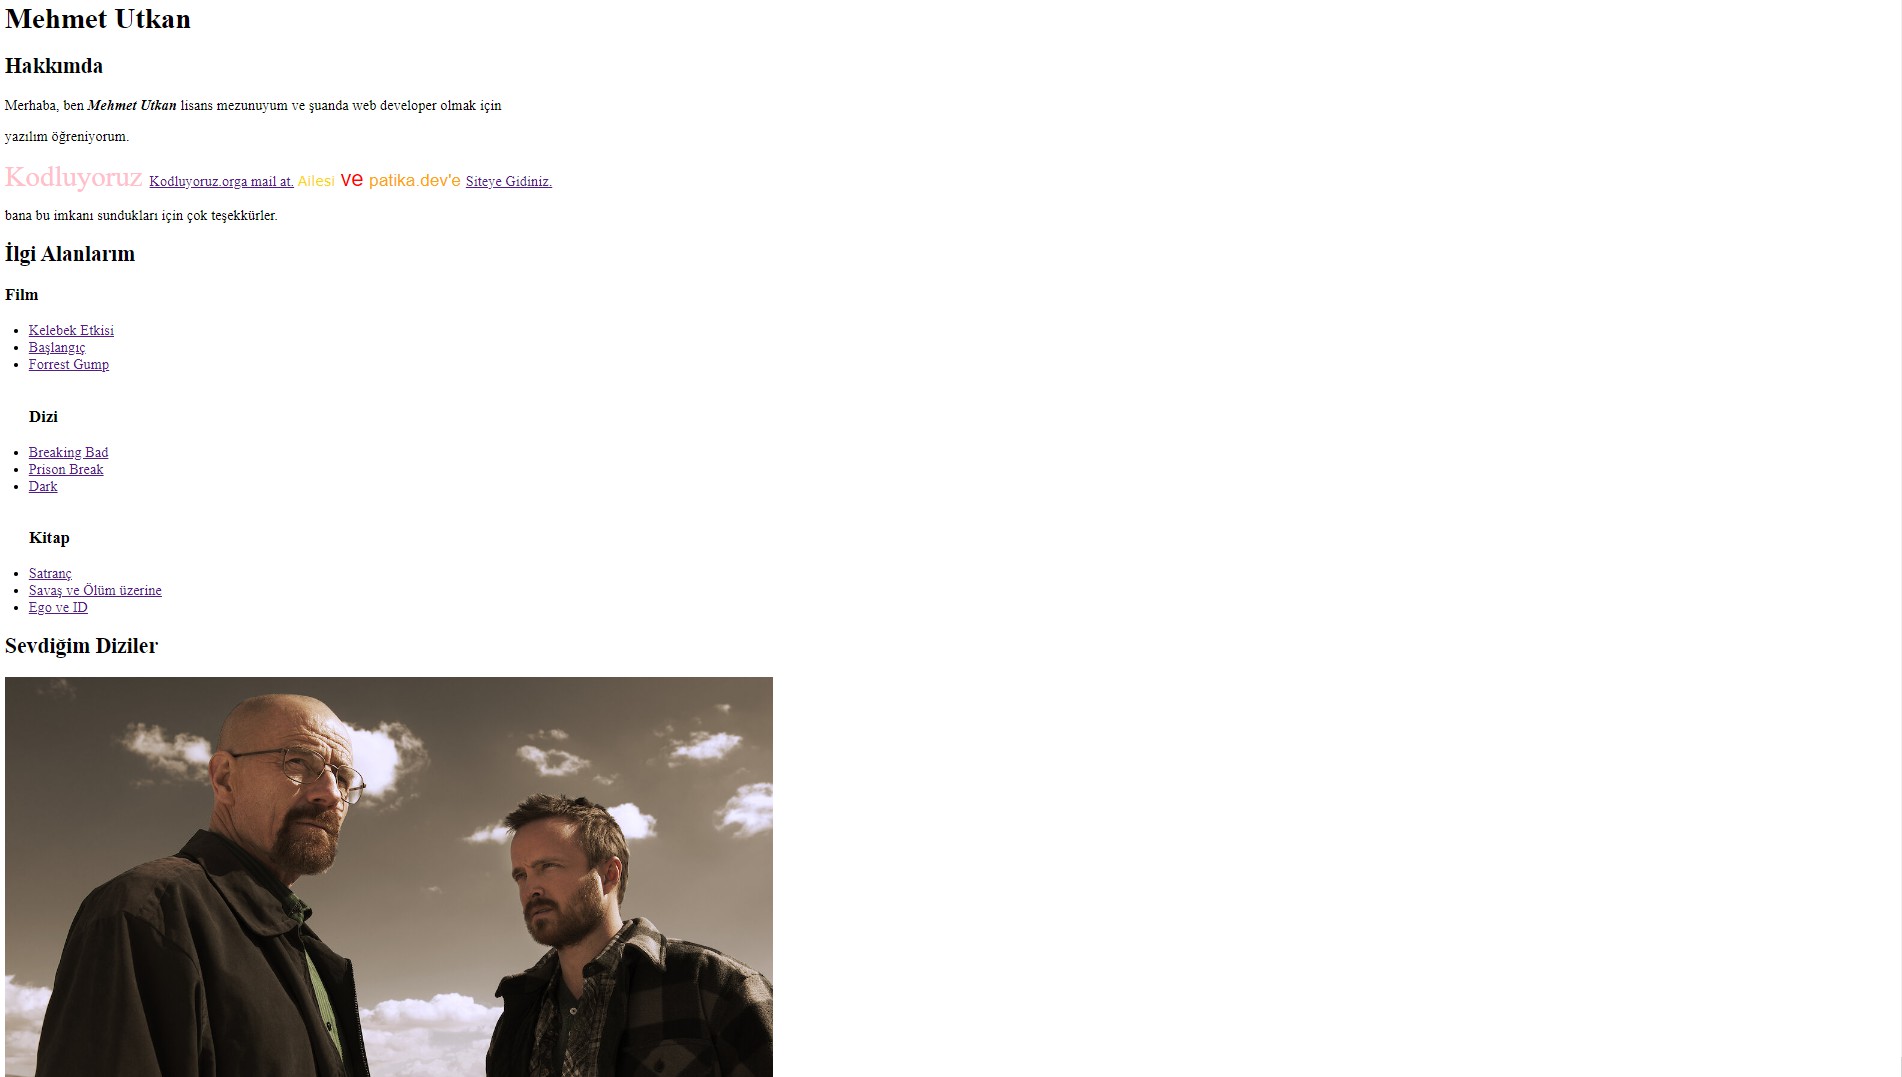 Mehmet Utkan
Hakkımda
Merhaba, ben Mehmet Utkan lisans mezunuyum ve şuanda web developer olmak için
yazılım öğreniyorum.
Kodluyoruz Kodluyoruz.orga mail at. Ailesi ve patika.dev'e Siteye Gidiniz.
bana bu imkanı sundukları için çok teşekkürler.
İlgi Alanlarım
Film
Kelebek Etkisi
Başlangıç
Forrest Gump
Dizi
Breaking Bad
Prison Break
Dark
Kitap
Satranç
Savaş ve Ölüm üzerine
Ego ve ID
Sevdiğim Diziler